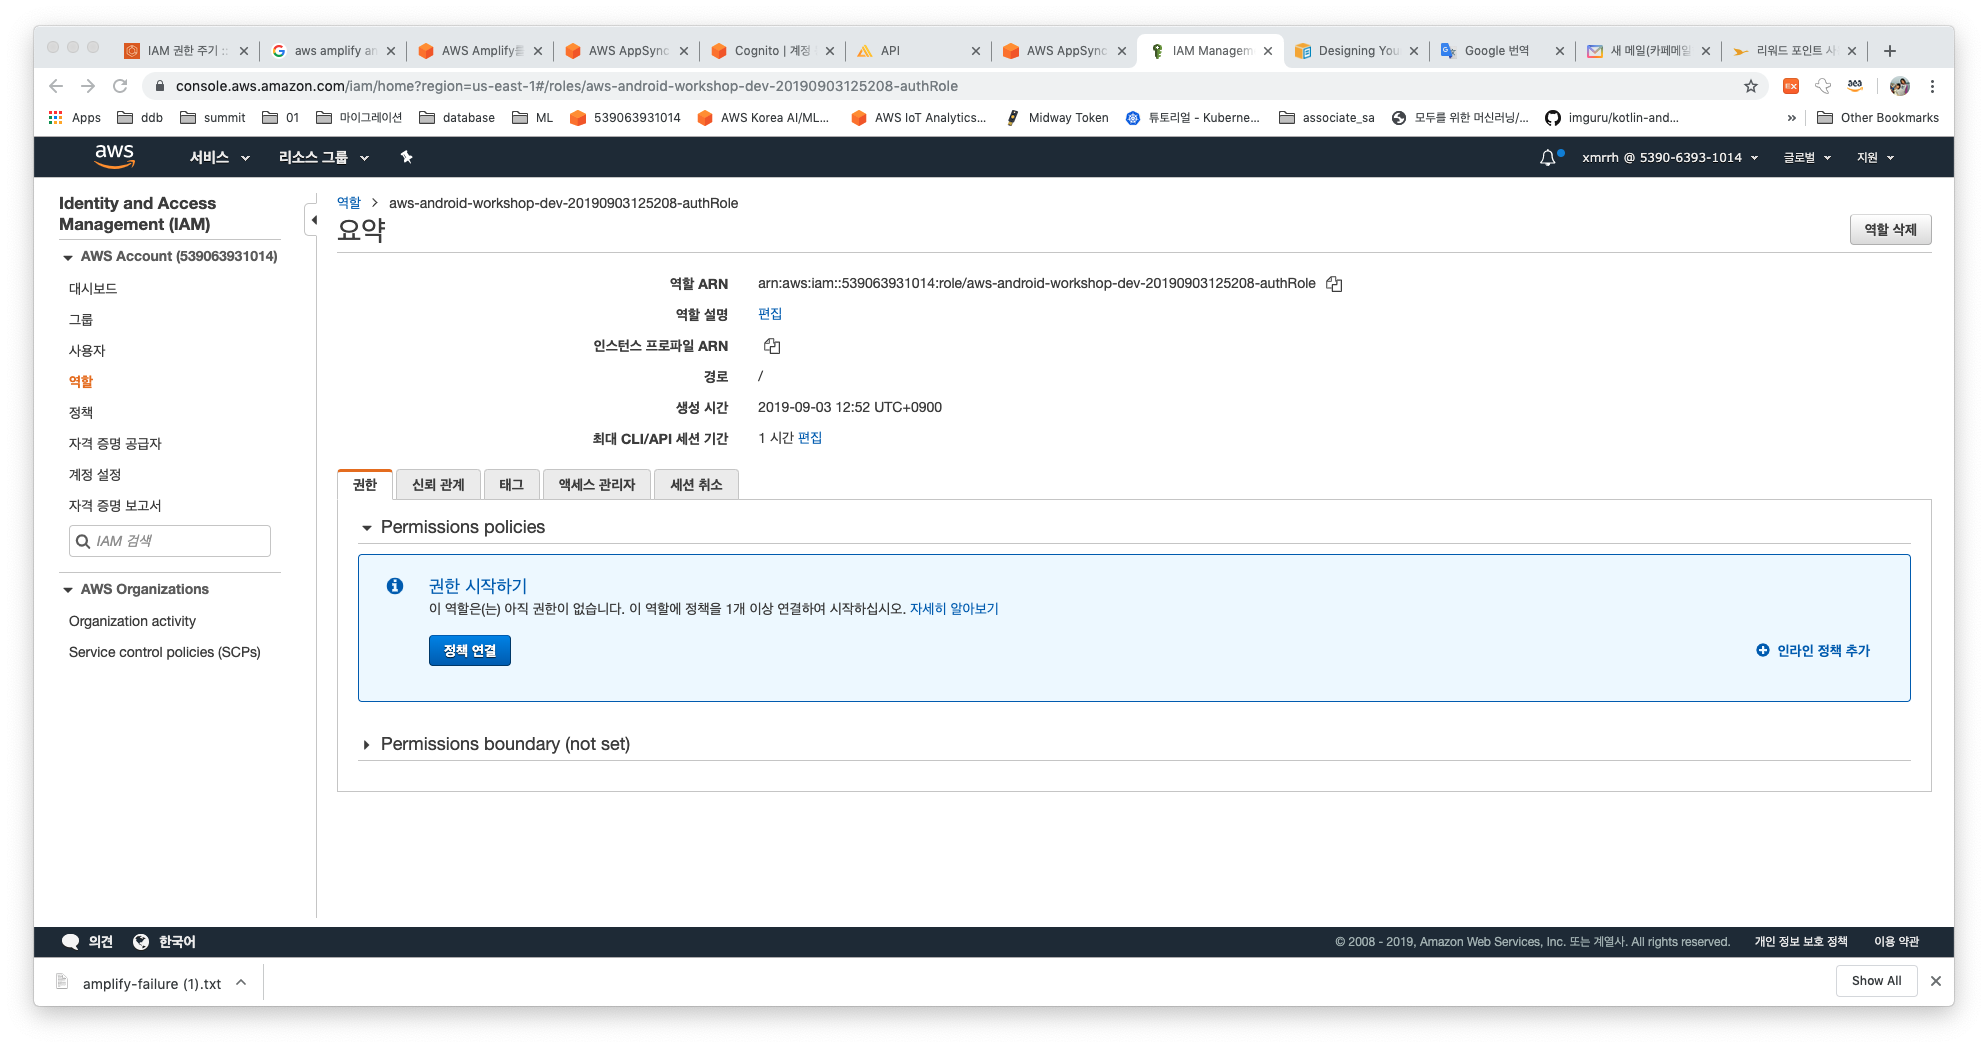 IAM 권한 주기 ::
aws amplify an
AWS Amplify를
AWS AppSync
Cognito | 계정
API
AWS AppSync
IAM Managem
Designing You
Google 번역
새 메일(카페메일
리워드 포인트 사
console.aws.amazon.com/iam/home?region=us-east-1#/roles/aws-android-workshop-dev-20190903125208-authRole
Apps
ddb
summit
01
마이그레이션
database
ML
539063931014
AWS Korea AI/ML...
AWS IoT Analytics...
Midway Token
튜토리얼 - Kuberne...
associate_sa
모두를 위한 머신러닝/...
imguru/kotlin-and...
»
Other Bookmarks
aws
서비스
리소스 그룹
xmrrh @ 5390-6393-1014
글로벌
지원
Identity and Access
Management (IAM)
AWS Account (539063931014)
대시보드
그룹
사용자
역할
정책
자격 증명 공급자
계정 설정
자격 증명 보고서
IAM 검색
AWS Organizations
Organization activity
Service control policies (SCPs)
역할 > aws-android-workshop-dev-20190903125208-authRole
요약
역할 삭제
역할 ARN arn:aws:iam::539063931014:role/aws-android-workshop-dev-20190903125208-authRole
역할 설명 편집
인스턴스 프로파일 ARN
경로 /
생성 시간 2019-09-03 12:52 UTC+0900
최대 CLI/API 세션 기간 1 시간 편집
권한
신뢰 관계
태그
액세스 관리자
세션 취소
Permissions policies
권한 시작하기
이 역할은(는) 아직 권한이 없습니다. 이 역할에 정책을 1개 이상 연결하여 시작하십시오. 자세히 알아보기
정책 연결
인라인 정책 추가
Permissions boundary (not set)
의견
한국어
© 2008 - 2019, Amazon Web Services, Inc. 또는 계열사. All rights reserved.
개인 정보 보호 정책
이용 약관
amplify-failure (1).txt
Show All